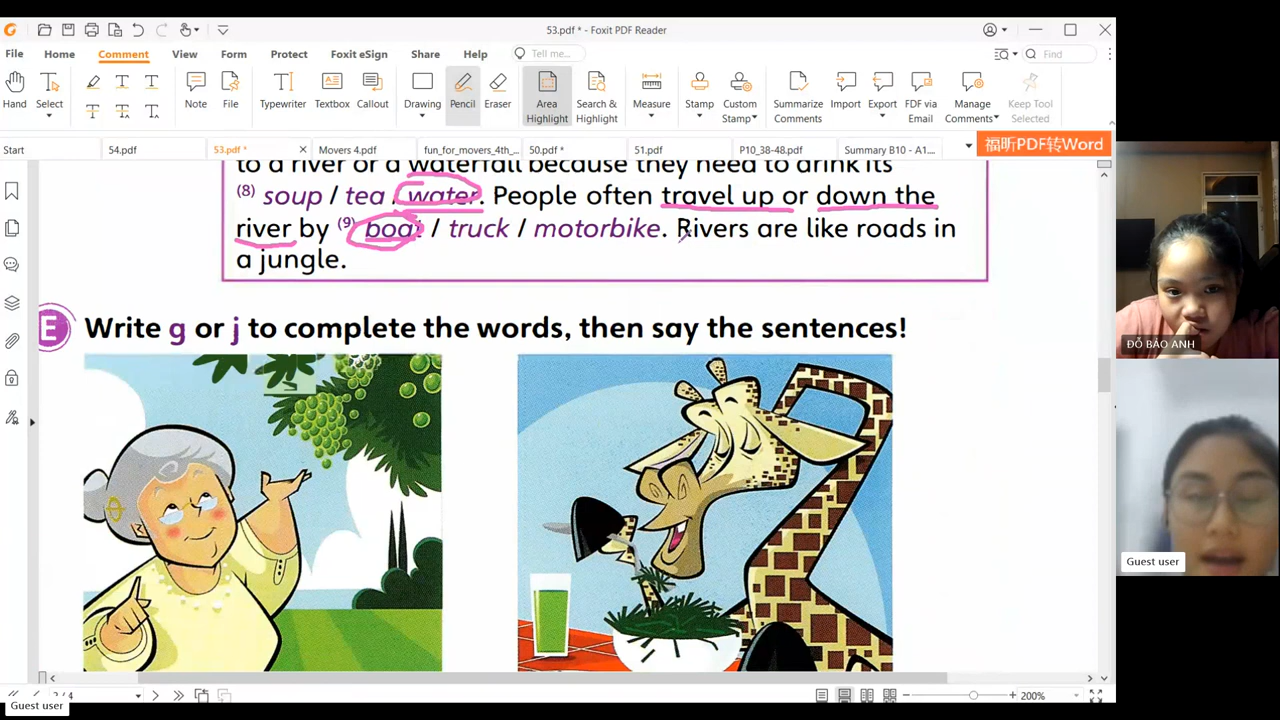 53.pdf * - Foxit PDF Reader
File Home Comment View Form Protect Foxit eSign Share Help Tell me... Find
Hand Select Note File Typewriter Textbox Callout Drawing Pencil Eraser Area Highlight Search & Highlight Measure Stamp Custom Stamp Summarize Comments Import Export FDF via Email Manage Comments Keep Tool Selected
Start 54.pdf 53.pdf * movers 4.pdf fun_for_movers_4th_... 50.pdf * 51.pdf P10_38-48.pdf Summary B10 - A1.... 福昕PDF转Word
to a river or a waterfall because they need to drink its
(8) soup / tea / water. People often travel up or down the
river by (9) boat / truck / motorbike. Rivers are like roads in
a jungle.
E Write g or j to complete the words, then say the sentences!
ĐỖ BẢO ANH
Guest user
2 / 4 200%
Guest user